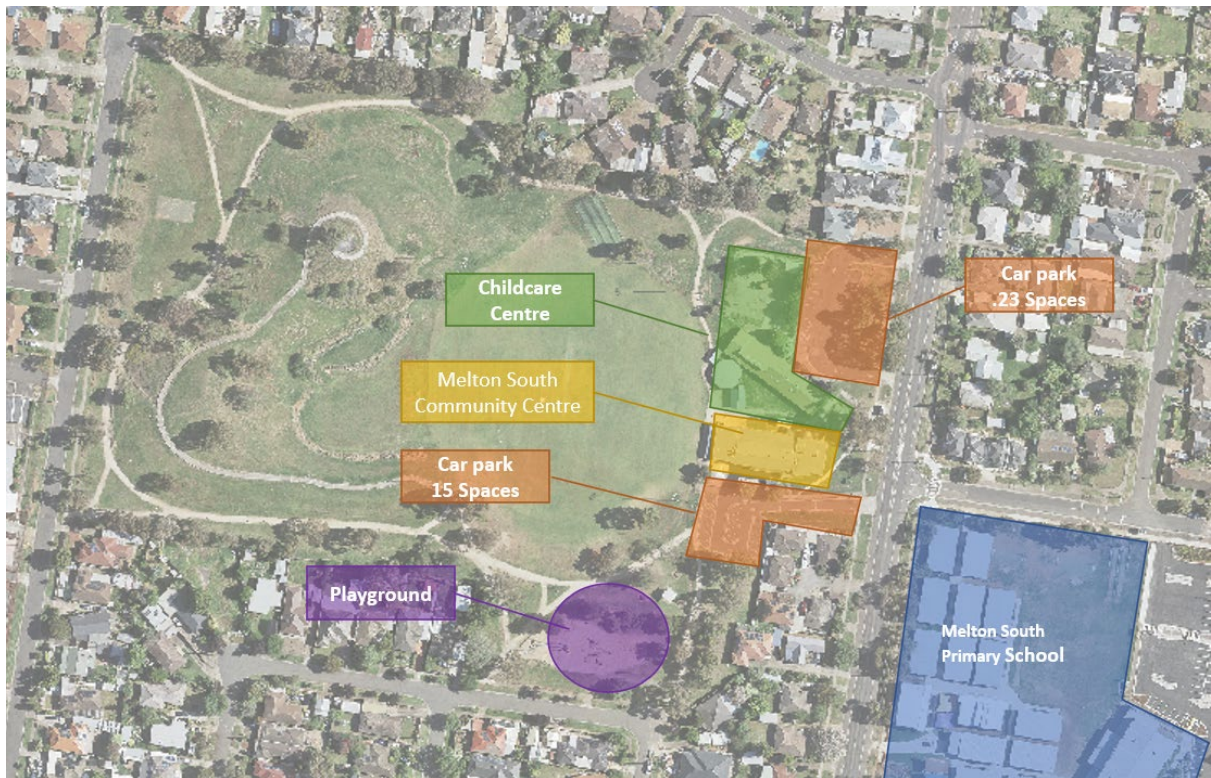 Childcare
Centre
Car park
.23 Spaces
Melton South
Community Centre
Car park
15 Spaces
Playground
Melton South
Primary School